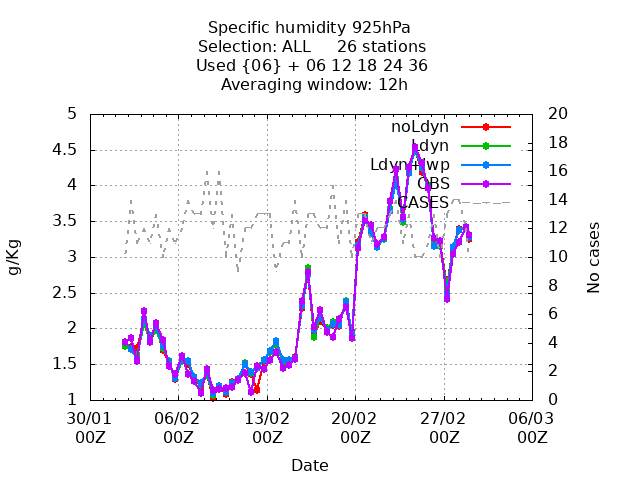 Specific humidity 925hPa
Selection: ALL 26 stations
Used {06} + 06 12 18 24 36
Averaging window: 12h
5
4.5
4
3.5
3
2.5
2
1.5
1
g/Kg
20
18
16
14
12
10
8
6
4
2
0
No cases
noLdyn
Ldyn
Ldyn+lwp
OBS
CASES
30/01 06/02 13/02 20/02 27/02 06/03
00Z 00Z 00Z 00Z 00Z 00Z
Date